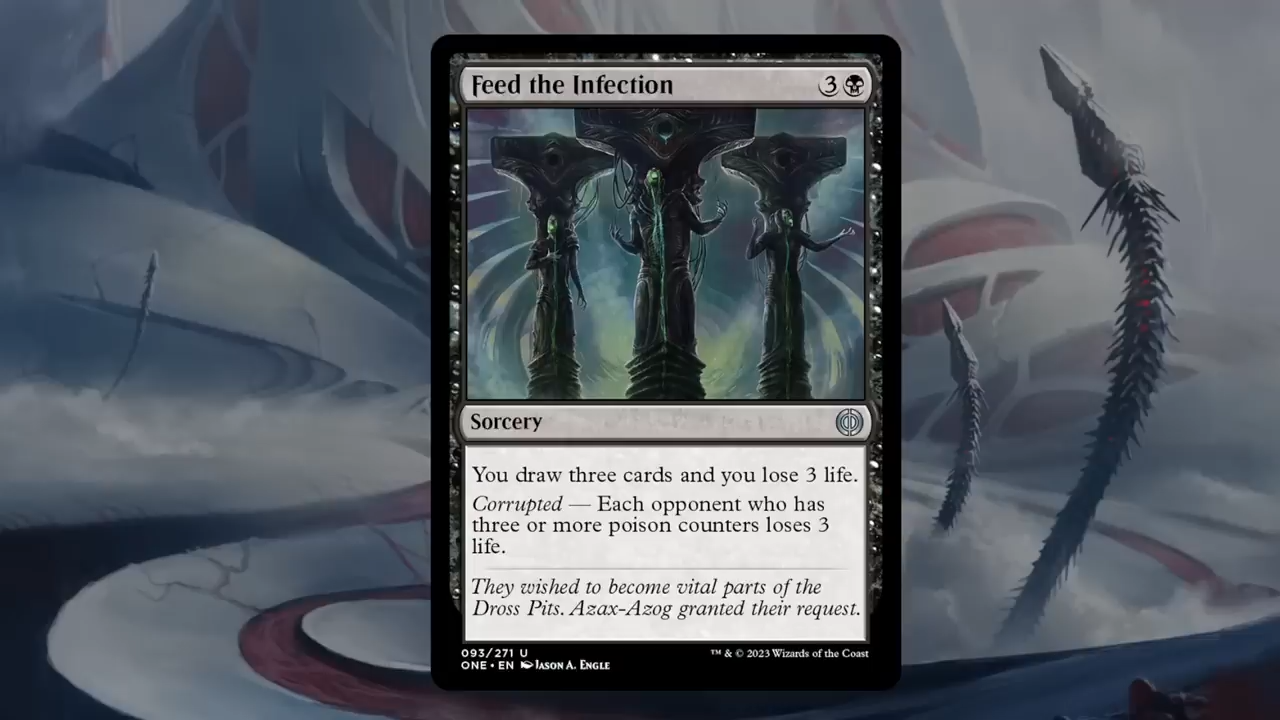 Feed the Infection 3
Sorcery
You draw three cards and you lose 3 life.
Corrupted — Each opponent who has
three or more poison counters loses 3
life.
They wished to become vital parts of the
Dross Pits. Azax-Azog granted their request.
093/271 U
ONE • EN Jason A. Engle
™ & © 2023 Wizards of the Coast